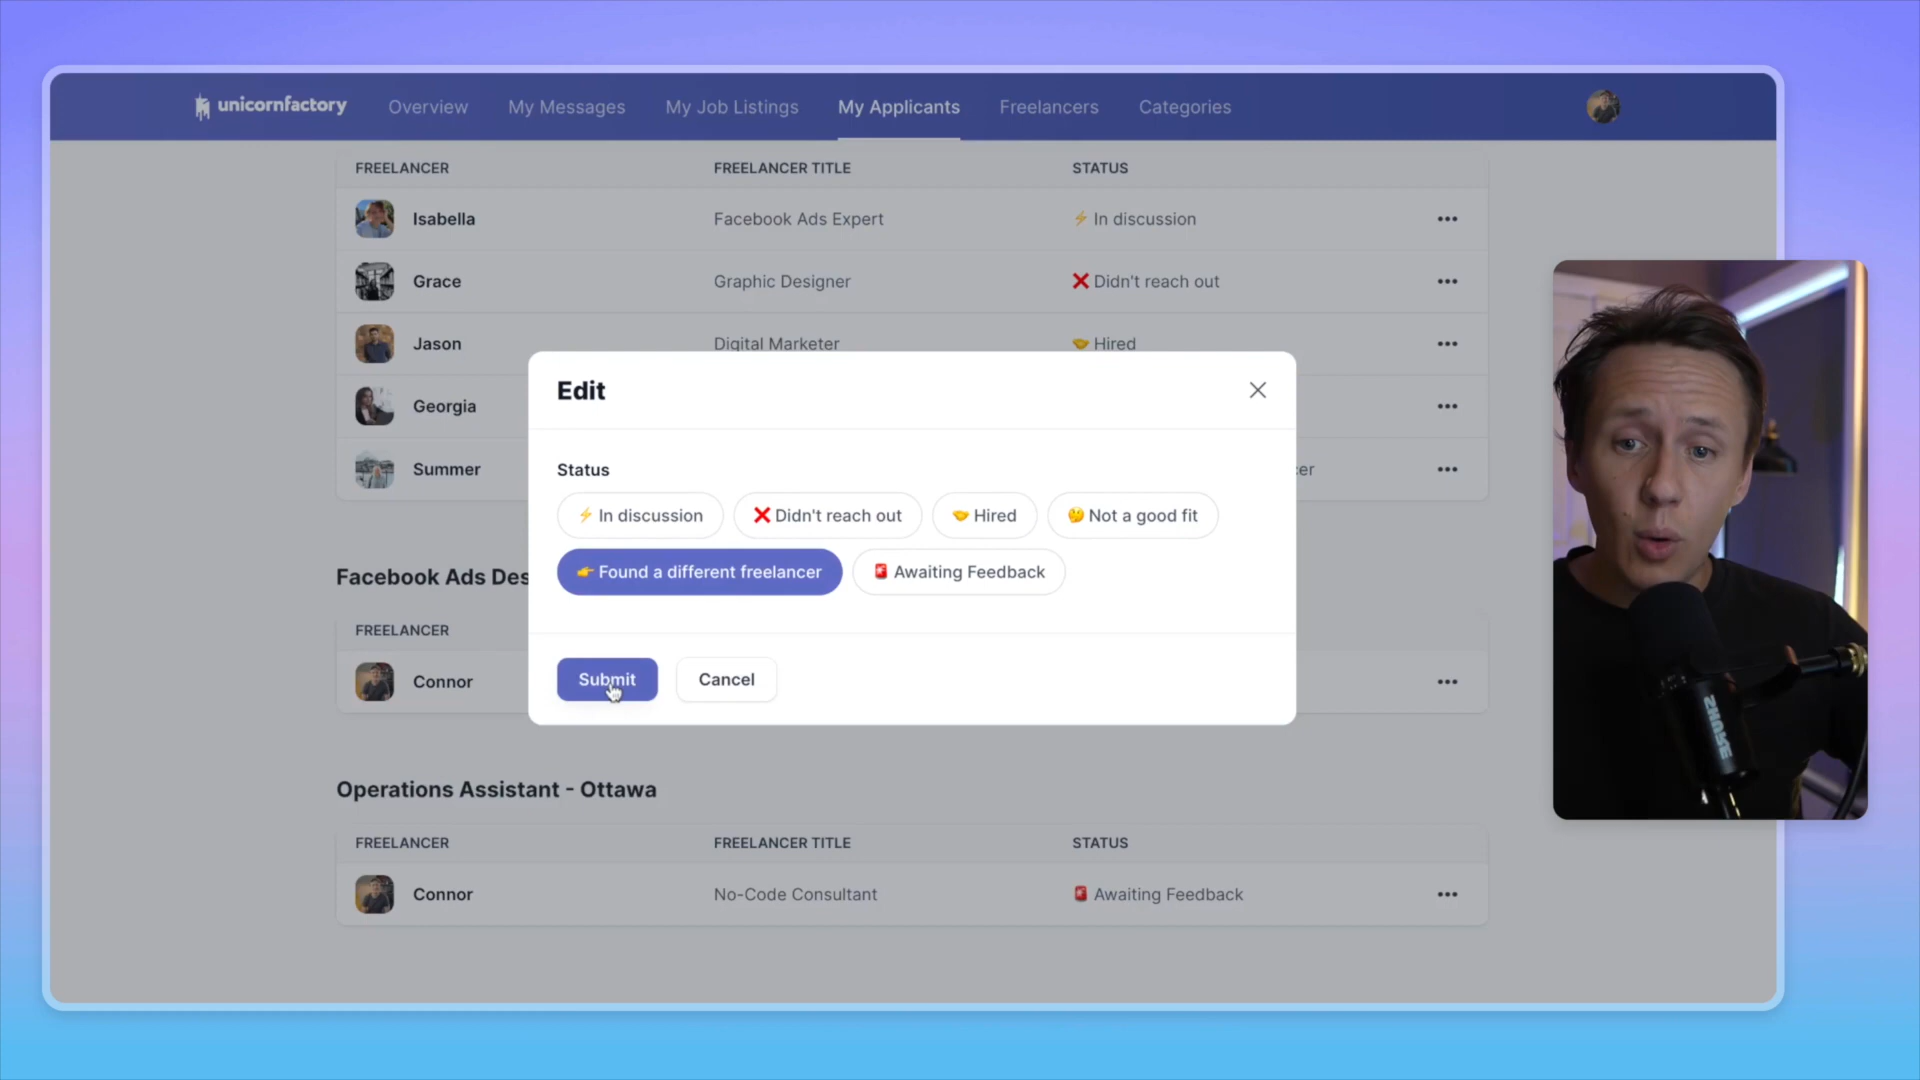 unicornfactory Overview My Messages My Job Listings My Applicants Freelancers Categories
FREELANCER FREELANCER TITLE STATUS
Isabella Facebook Ads Expert ⚡ In discussion •••
Grace Graphic Designer ❌ Didn't reach out •••
Jason Digital Marketer 🤝 Hired •••
Georgia •••
Summer cer •••
Edit
Status
⚡ In discussion ❌ Didn't reach out 🤝 Hired 🤔 Not a good fit
👉 Found a different freelancer 🚨 Awaiting Feedback
Submit Cancel
Facebook Ads Des
FREELANCER
Connor •••
Operations Assistant - Ottawa
FREELANCER FREELANCER TITLE STATUS
Connor No-Code Consultant 🚨 Awaiting Feedback •••
SHURE